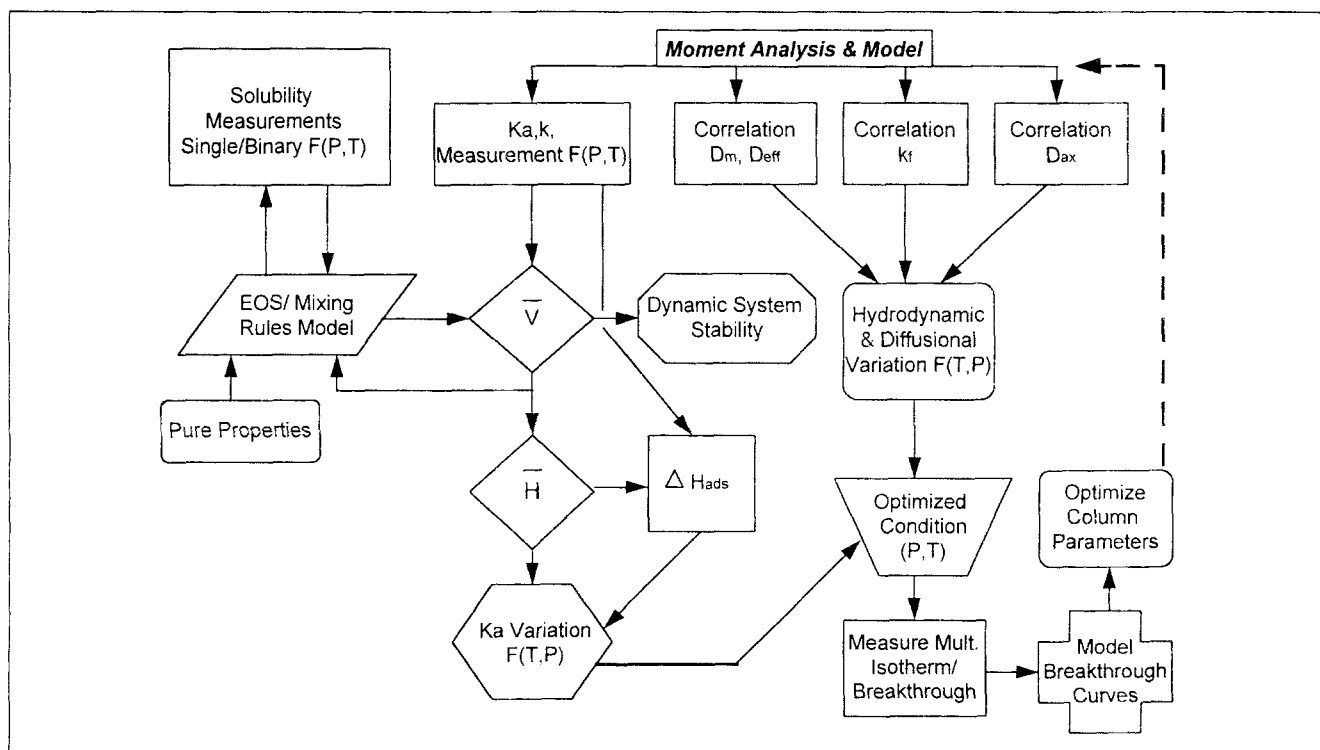 Moment Analysis & Model
Solubility
Measurements
Single/Binary F(P,T)
Ka,k,
Measurement F(P,T)
Correlation
Dm, Deff
Correlation
kf
Correlation
Dax
EOS/ Mixing
Rules Model
V
Dynamic System
Stability
Hydrodynamic
& Diffusional
Variation F(T,P)
Pure Properties
H
Δ Hads
Optimized
Condition
(P,T)
Optimize
Column
Parameters
Ka Variation
F(T,P)
Measure Mult.
Isotherm/
Breakthrough
Model
Breakthrough
Curves